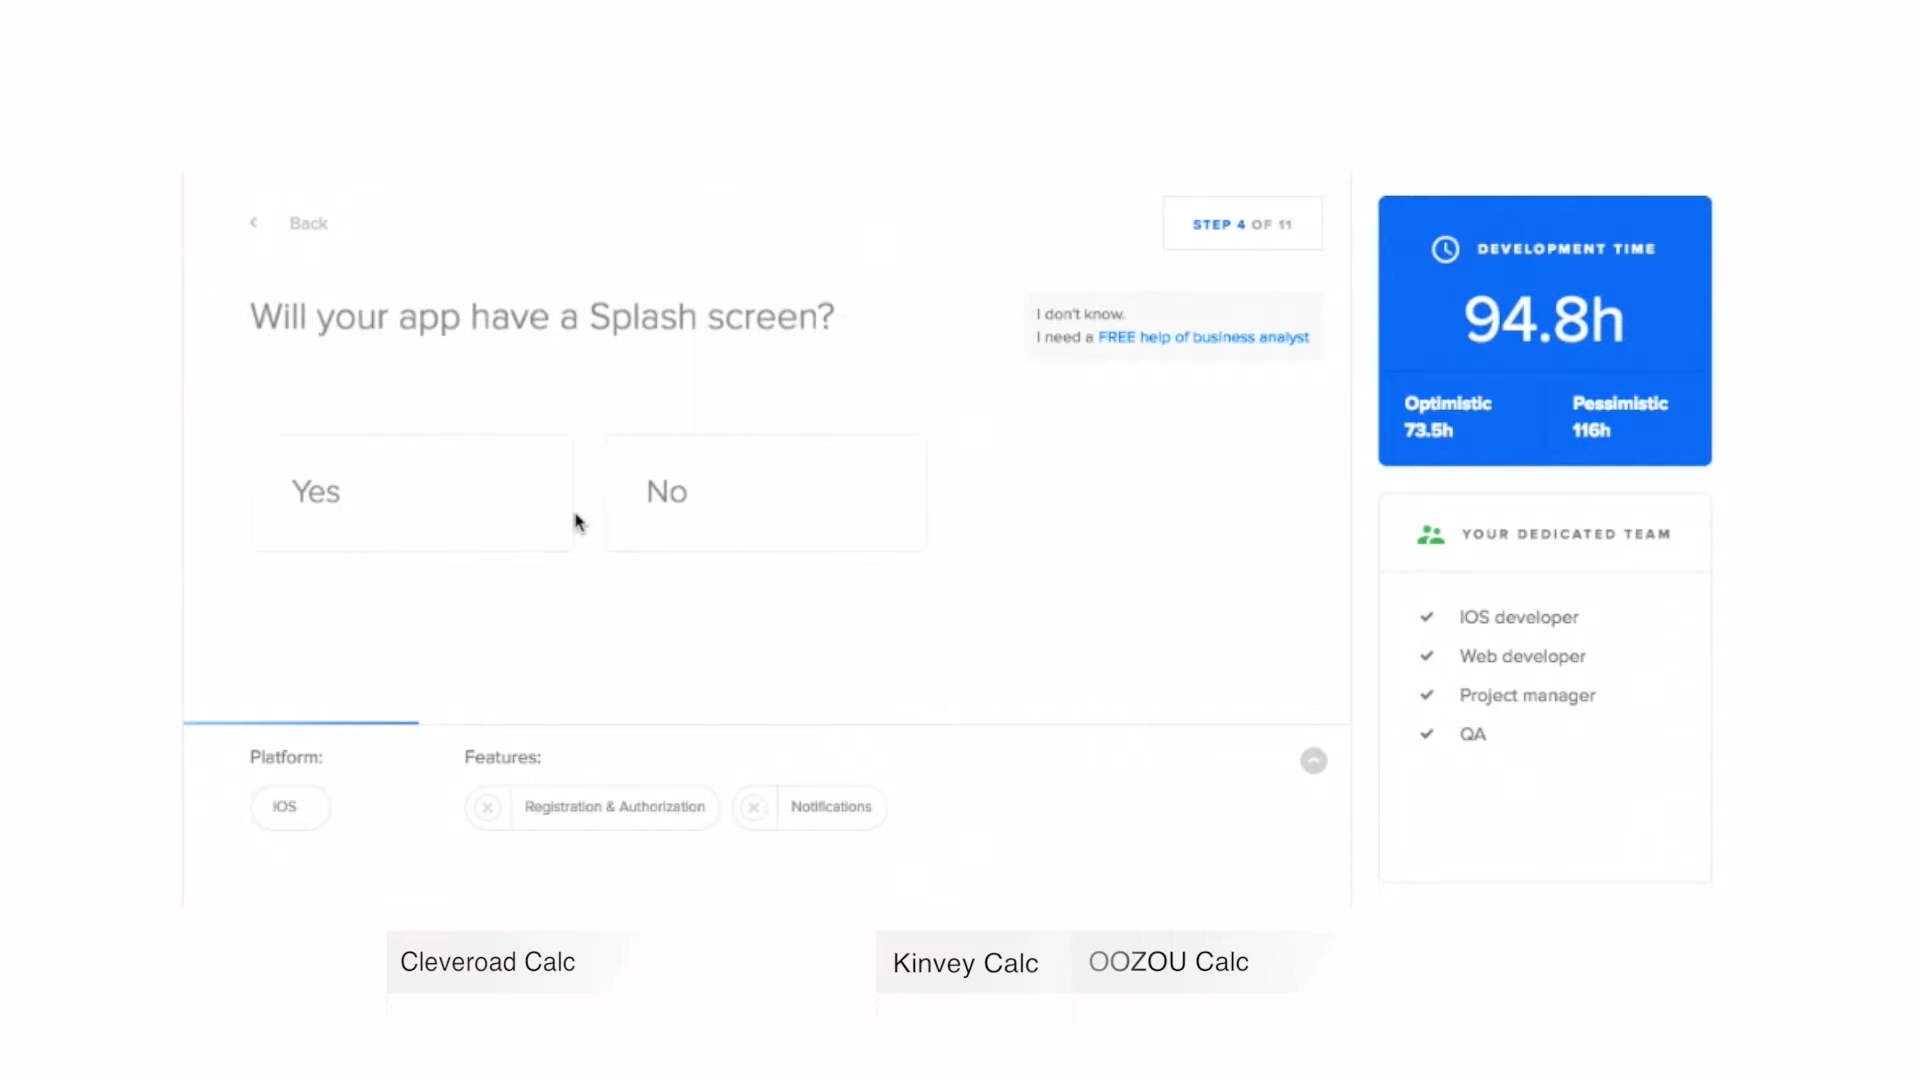 Back
STEP 4 OF 11
Will your app have a Splash screen?
I don't know.
I need a FREE help of business analyst
Yes
No
Platform:
iOS
Features:
Registration & Authorization
Notifications
DEVELOPMENT TIME
94.8h
Optimistic
73.5h
Pessimistic
116h
YOUR DEDICATED TEAM
IOS developer
Web developer
Project manager
QA
Cleveroad Calc
Kinvey Calc
OOZOU Calc